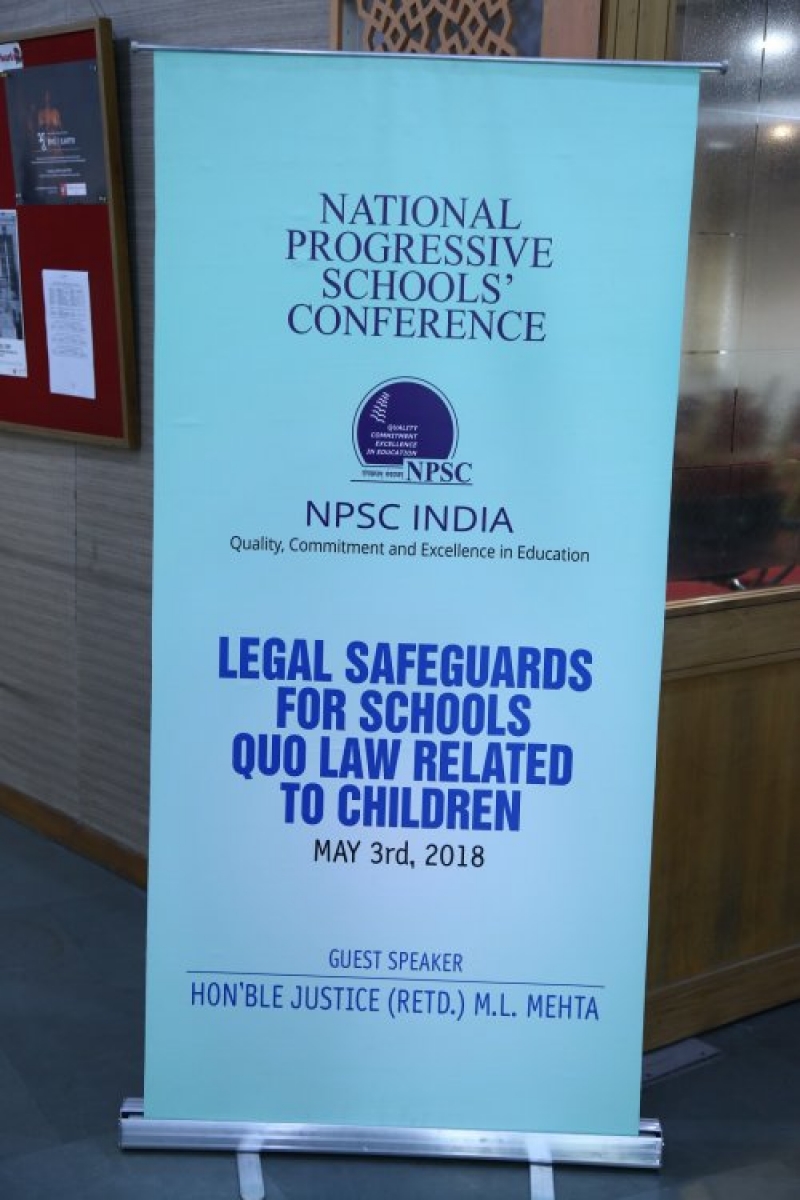 NATIONAL
PROGRESSIVE
SCHOOLS'
CONFERENCE
QUALITY
COMMITMENT
EXCELLENCE
IN EDUCATION
NPSC
NPSC INDIA
Quality, Commitment and Excellence in Education
LEGAL SAFEGUARDS
FOR SCHOOLS
QUO LAW RELATED
TO CHILDREN
MAY 3rd, 2018
GUEST SPEAKER
HON'BLE JUSTICE (RETD.) M.L. MEHTA